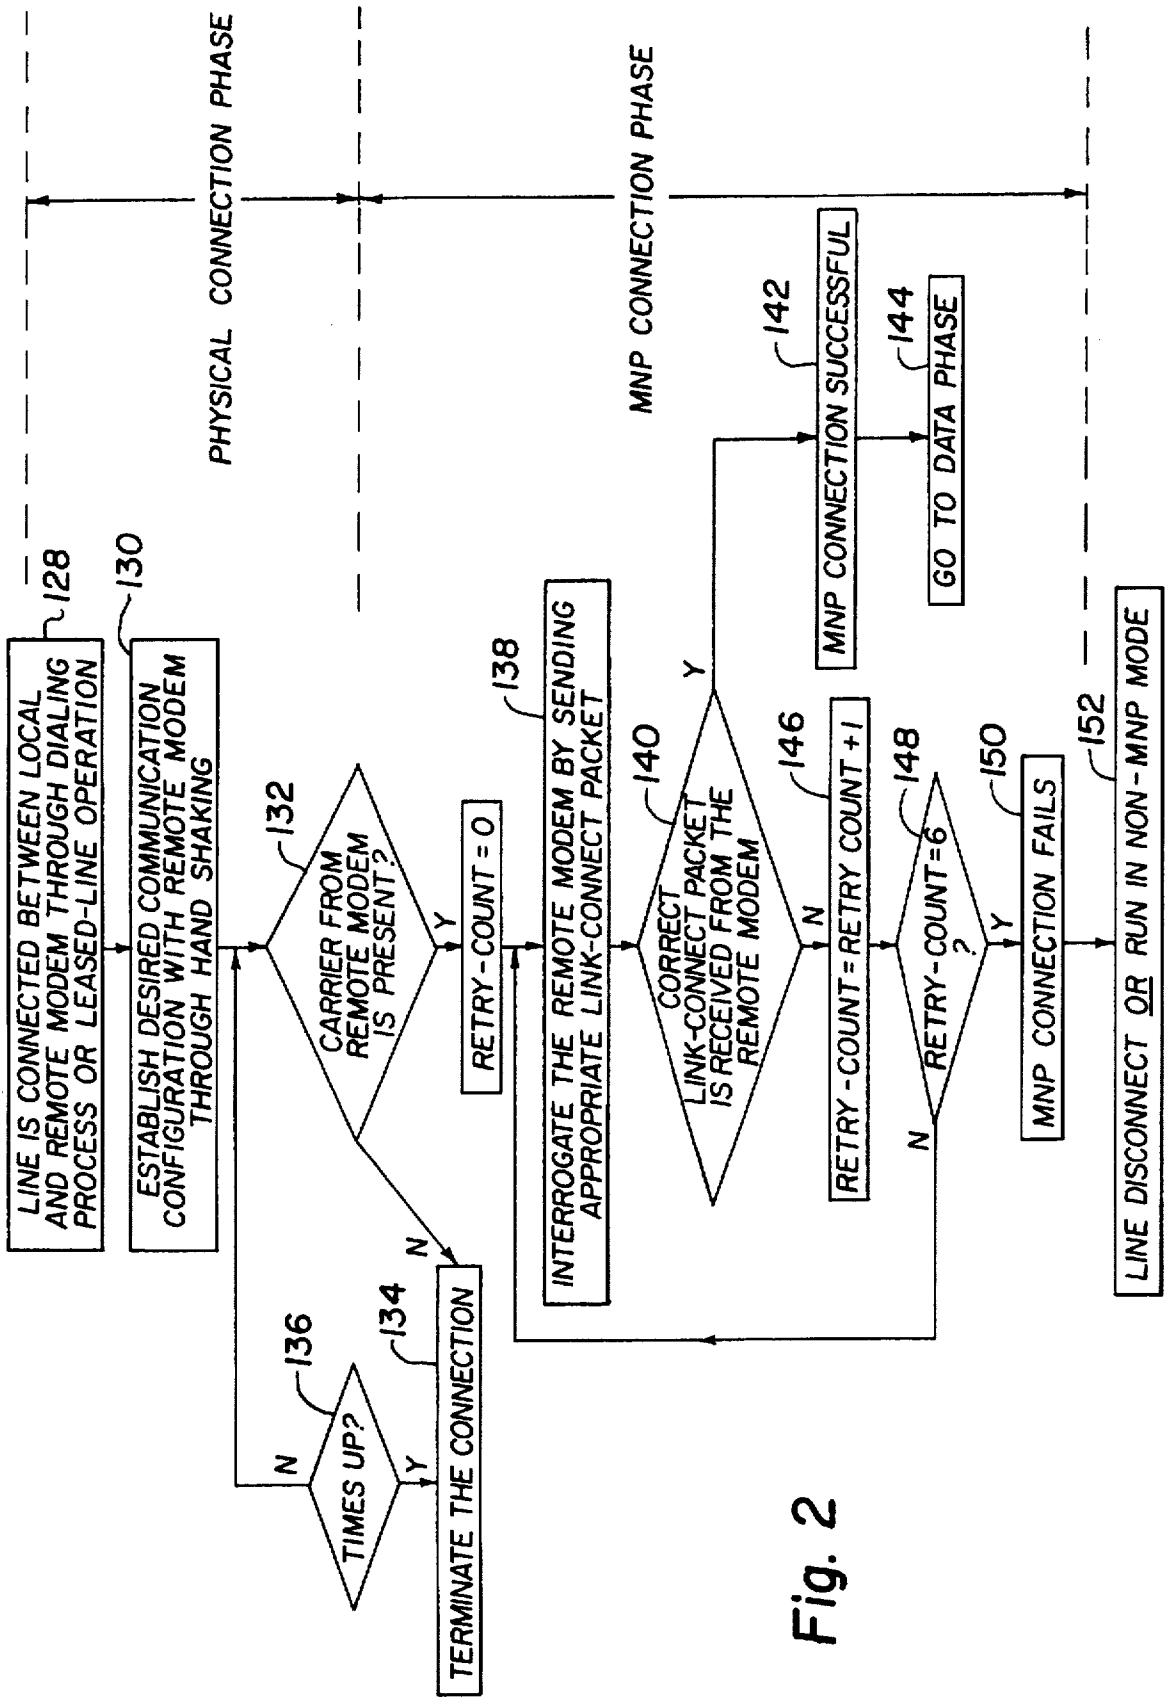 LINE IS CONNECTED BETWEEN LOCAL
AND REMOTE MODEM THROUGH DIALING
PROCESS OR LEASED-LINE OPERATION
128
ESTABLISH DESIRED COMMUNICATION
CONFIGURATION WITH REMOTE MODEM
THROUGH HAND SHAKING
130
PHYSICAL CONNECTION PHASE
N
136
TIMES UP?
Y
132
CARRIER FROM
REMOTE MODEM
IS PRESENT?
N
Y
134
TERMINATE THE CONNECTION
RETRY-COUNT = 0
138
INTERROGATE THE REMOTE MODEM BY SENDING
APPROPRIATE LINK-CONNECT PACKET
MNP CONNECTION PHASE
140
CORRECT
LINK-CONNECT PACKET
IS RECEIVED FROM THE
REMOTE MODEM
Y
N
142
MNP CONNECTION SUCCESSFUL
144
GO TO DATA PHASE
146
RETRY-COUNT = RETRY COUNT +1
148
RETRY-COUNT = 6
?
N
Y
150
MNP CONNECTION FAILS
152
LINE DISCONNECT OR RUN IN NON-MNP MODE
Fig. 2